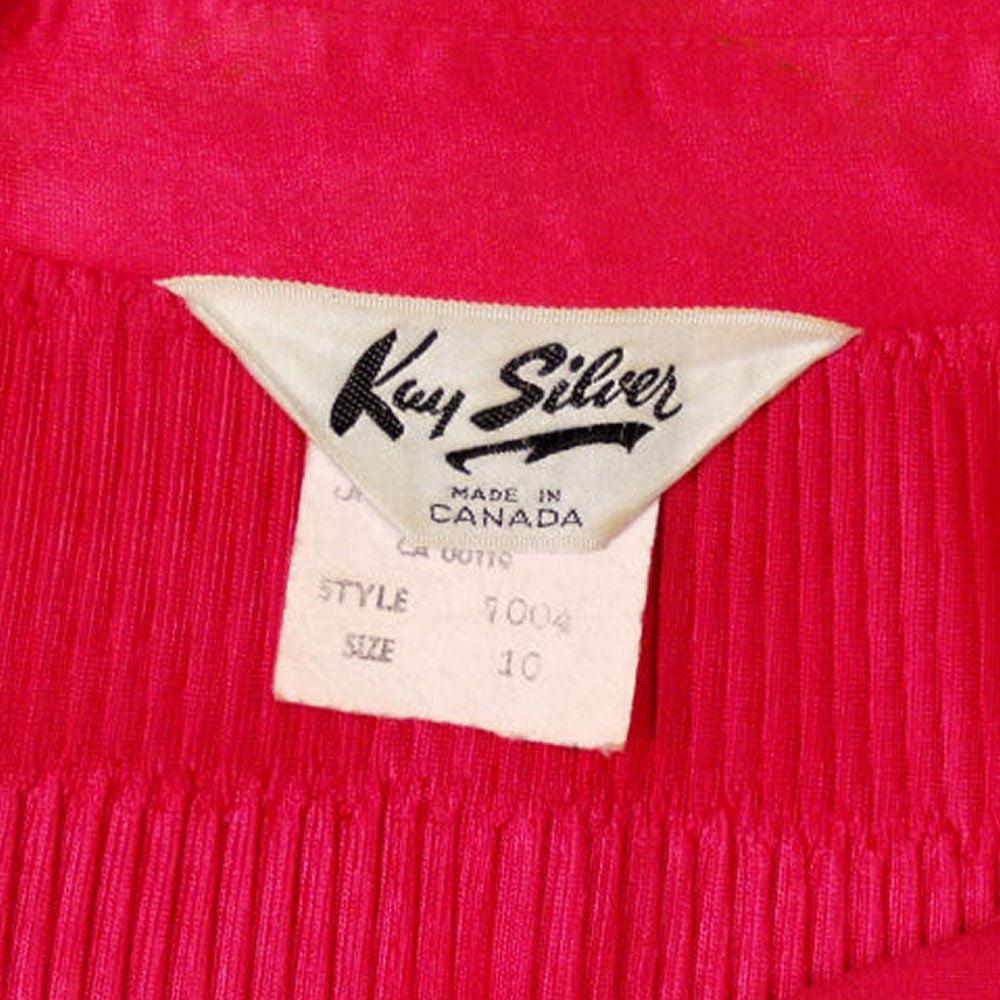 Kay Silver
MADE IN
CANADA
STYLE 7004
SIZE 10